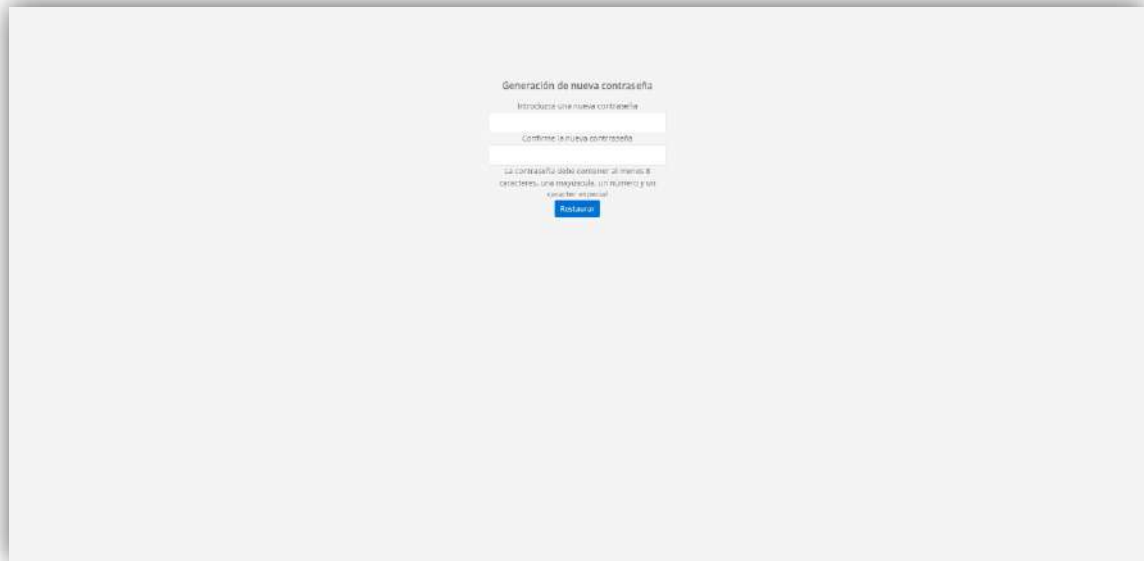 Generación de nueva contraseña
Introduzca una nueva contraseña
Confirme la nueva contraseña
La contraseña debe contener al menos 8
caracteres, una mayúscula, un número y un
carácter especial
Restaurar